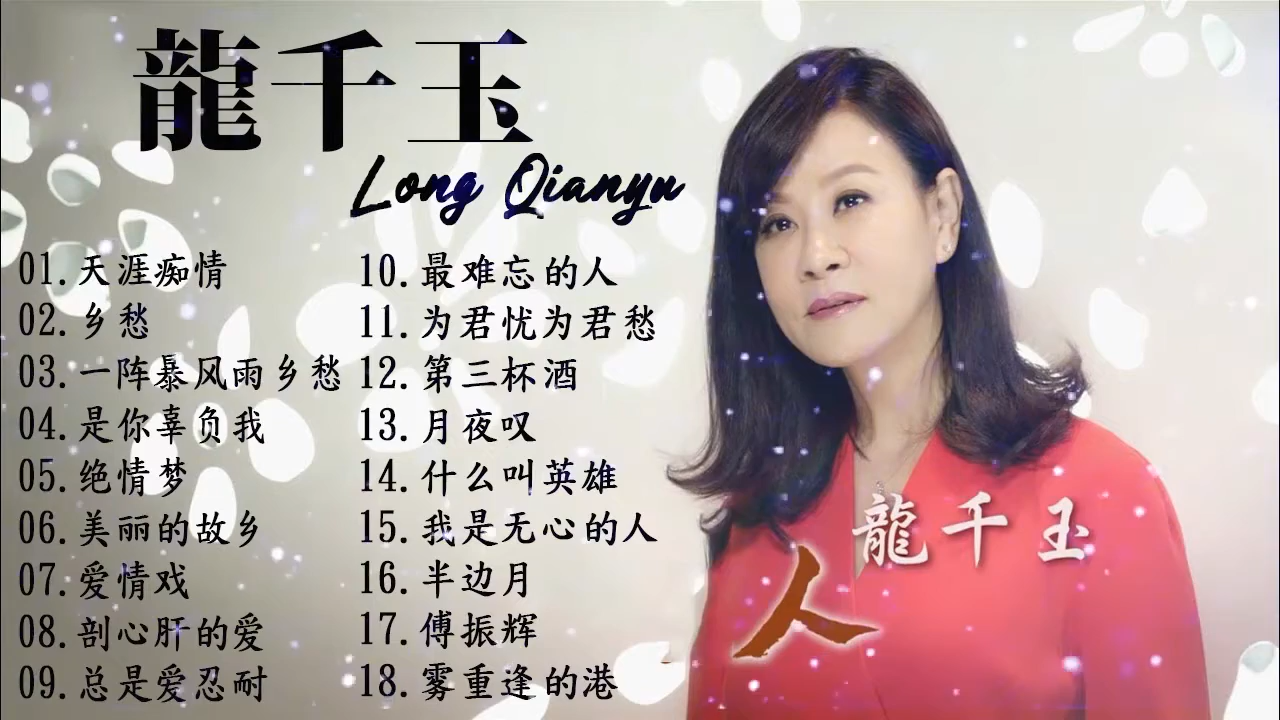 龍千玉
Long Qianyu
01.天涯痴情
02.乡愁
03.一阵暴风雨乡愁
04.是你辜负我
05.绝情梦
06.美丽的故乡
07.爱情戏
08.剖心肝的爱
09.总是爱忍耐
10.最难忘的人
11.为君忧为君愁
12.第三杯酒
13.月夜叹
14.什么叫英雄
15.我是无心的人
16.半边月
17.傅振辉
18.雾重逢的港
龍千玉
人